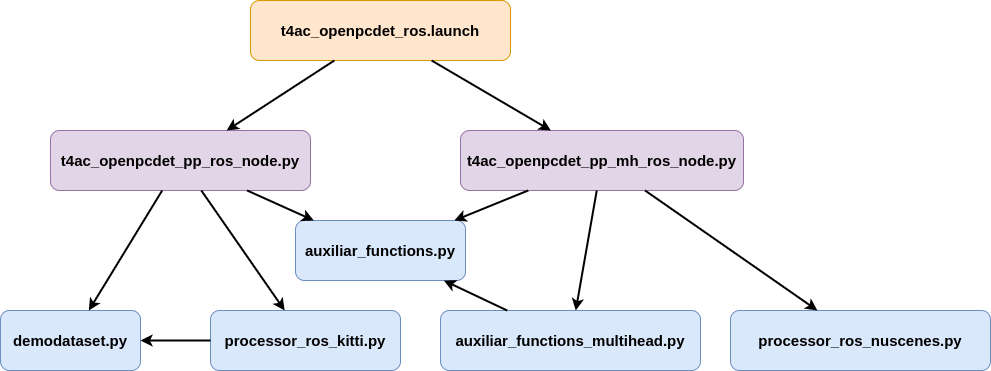 t4ac_openpcdet_ros.launch
t4ac_openpcdet_pp_ros_node.py
t4ac_openpcdet_pp_mh_ros_node.py
auxiliar_functions.py
demodataset.py
processor_ros_kitti.py
auxiliar_functions_multihead.py
processor_ros_nuscenes.py